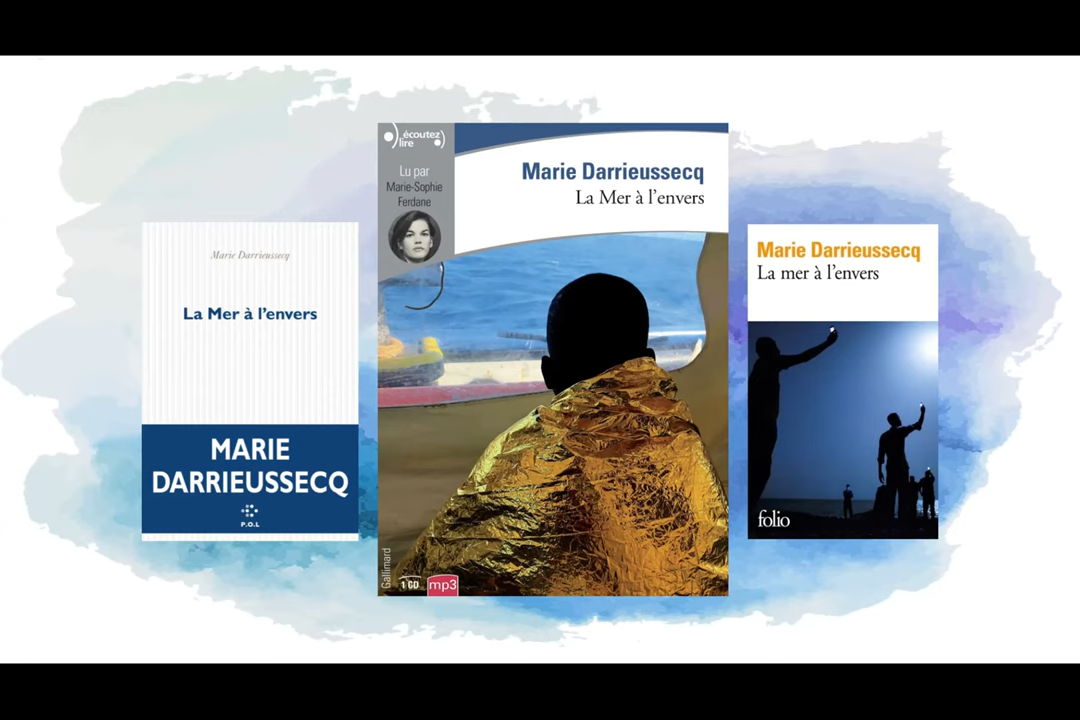 Marie Darrieussecq
La Mer à l'envers
MARIE
DARRIEUSSECQ
P.O.L
écoutez
lire
Lu par
Marie-Sophie
Ferdane
Marie Darrieussecq
La Mer à l'envers
Gallimard
1 CD
mp3
Marie Darrieussecq
La mer à l'envers
folio